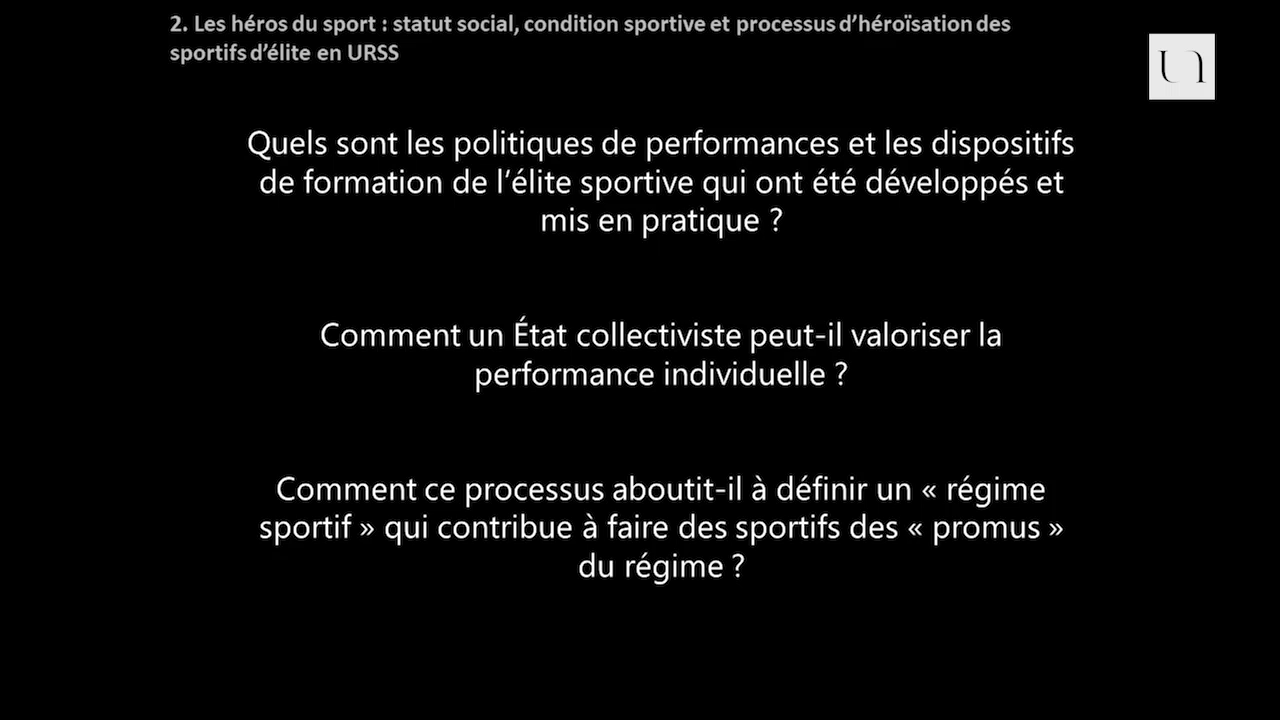 2. Les héros du sport : statut social, condition sportive et processus d’héroïsation des
sportifs d’élite en URSS
Quels sont les politiques de performances et les dispositifs
de formation de l’élite sportive qui ont été développés et
mis en pratique ?
Comment un État collectiviste peut-il valoriser la
performance individuelle ?
Comment ce processus aboutit-il à définir un « régime
sportif » qui contribue à faire des sportifs des « promus »
du régime ?